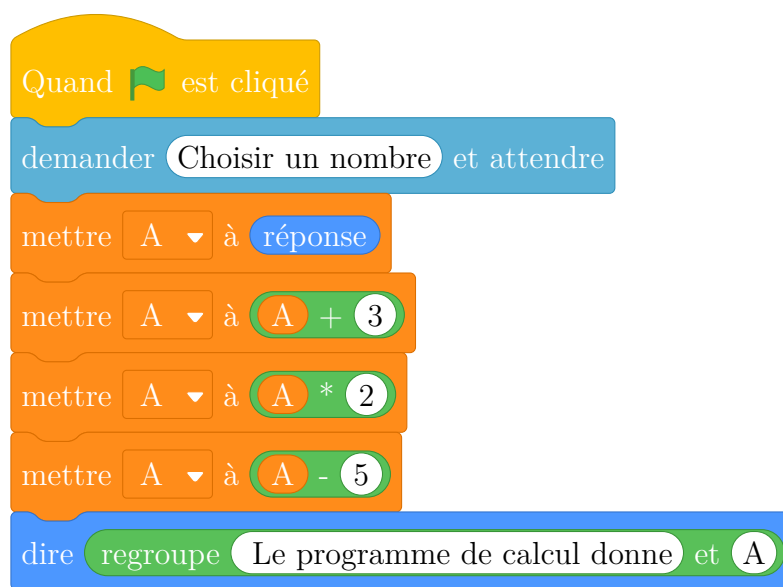 Quand est cliqué
demander Choisir un nombre et attendre
mettre A à réponse
mettre A à A + 3
mettre A à A * 2
mettre A à A - 5
dire regroupe Le programme de calcul donne et A